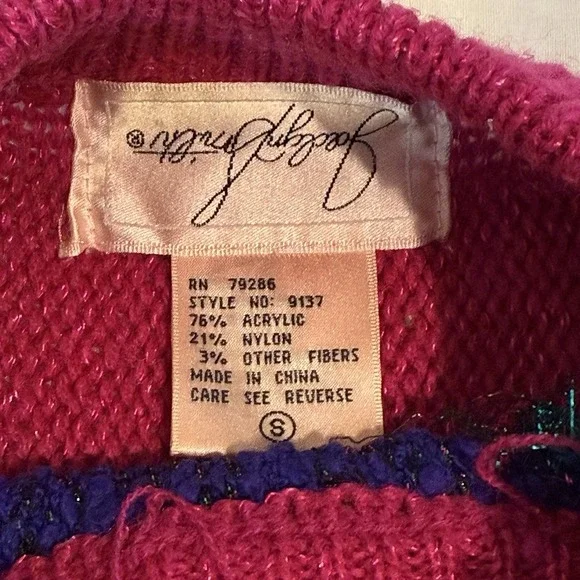 Jaclyn Smith®
RN 79286
STYLE NO: 9137
76% ACRYLIC
21% NYLON
3% OTHER FIBERS
MADE IN CHINA
CARE SEE REVERSE
S